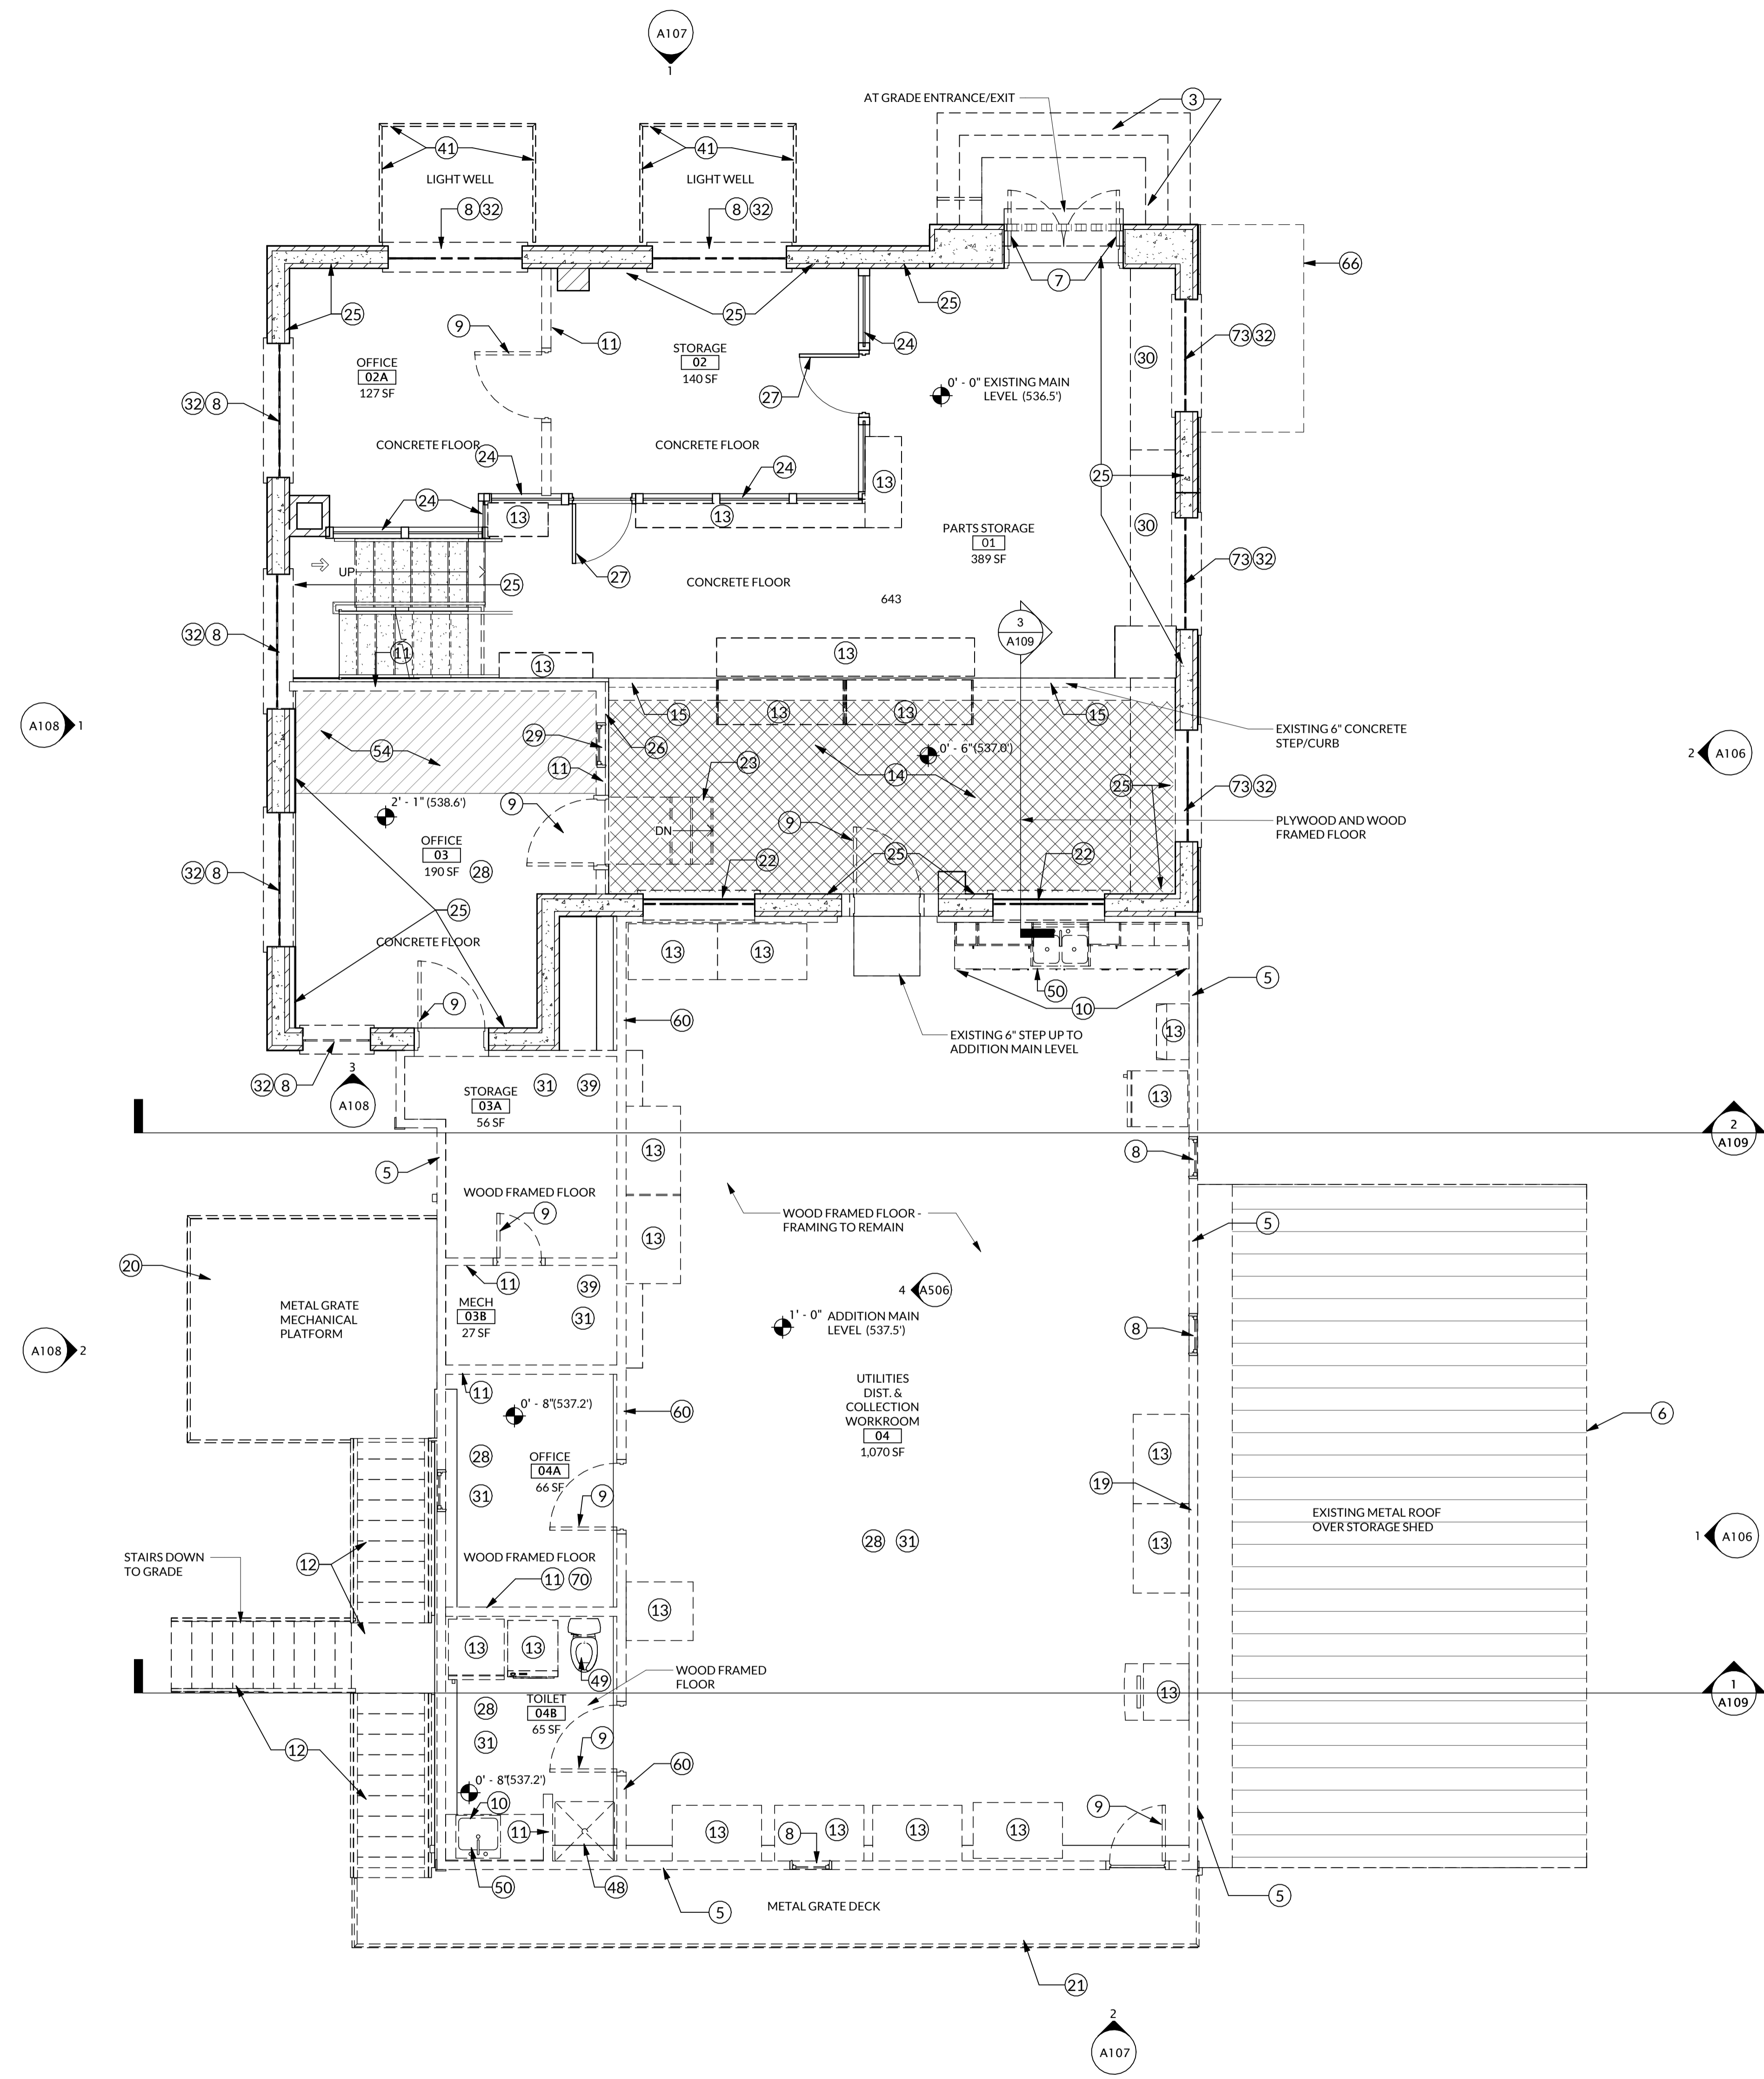 A107
1
AT GRADE ENTRANCE/EXIT
3
41
41
LIGHT WELL
LIGHT WELL
8 32
8 32
66
7
25
25
25
9
11
24
73 32
OFFICE
02A
127 SF
STORAGE
02
140 SF
30
27
0' - 0" EXISTING MAIN
LEVEL (536.5')
32 8
CONCRETE FLOOR
CONCRETE FLOOR
24
24
25
13
24
13
13
30
PARTS STORAGE
01
389 SF
73 32
UP
27
25
CONCRETE FLOOR
643
3
A109
32 8
11
13
13
A108
1
15
13
13
15
EXISTING 6" CONCRETE
STEP/CURB
54
29
26
0' - 6"(537.0')
2
A106
11
23
14
25
73 32
2' - 1" (538.6')
9
DN
9
PLYWOOD AND WOOD
FRAMED FLOOR
OFFICE
03
190 SF
28
22
25
22
32 8
25
CONCRETE FLOOR
13
13
5
9
50
10
60
13
EXISTING 6" STEP UP TO
ADDITION MAIN LEVEL
32 8
3
A108
STORAGE
03A
56 SF
31
39
13
2
A109
5
13
8
WOOD FRAMED FLOOR
9
WOOD FRAMED FLOOR -
FRAMING TO REMAIN
5
13
20
11
39
4
A506
METAL GRATE
MECHANICAL
PLATFORM
MECH
03B
27 SF
31
1' - 0" ADDITION MAIN
LEVEL (537.5')
8
A108
2
11
0' - 8"(537.2')
60
UTILITIES
DIST. &
COLLECTION
WORKROOM
04
1,070 SF
6
28
OFFICE
04A
66 SF
31
9
13
19
EXISTING METAL ROOF
OVER STORAGE SHED
1
A106
28 31
13
STAIRS DOWN
TO GRADE
12
WOOD FRAMED FLOOR
11 70
13
13
13
49
WOOD FRAMED
FLOOR
28
TOILET
04B
65 SF
13
1
A109
31
9
12
60
0' - 8"(537.2')
10
11
13
13
13
13
8
9
50
48
5
METAL GRATE DECK
5
21
2
A107